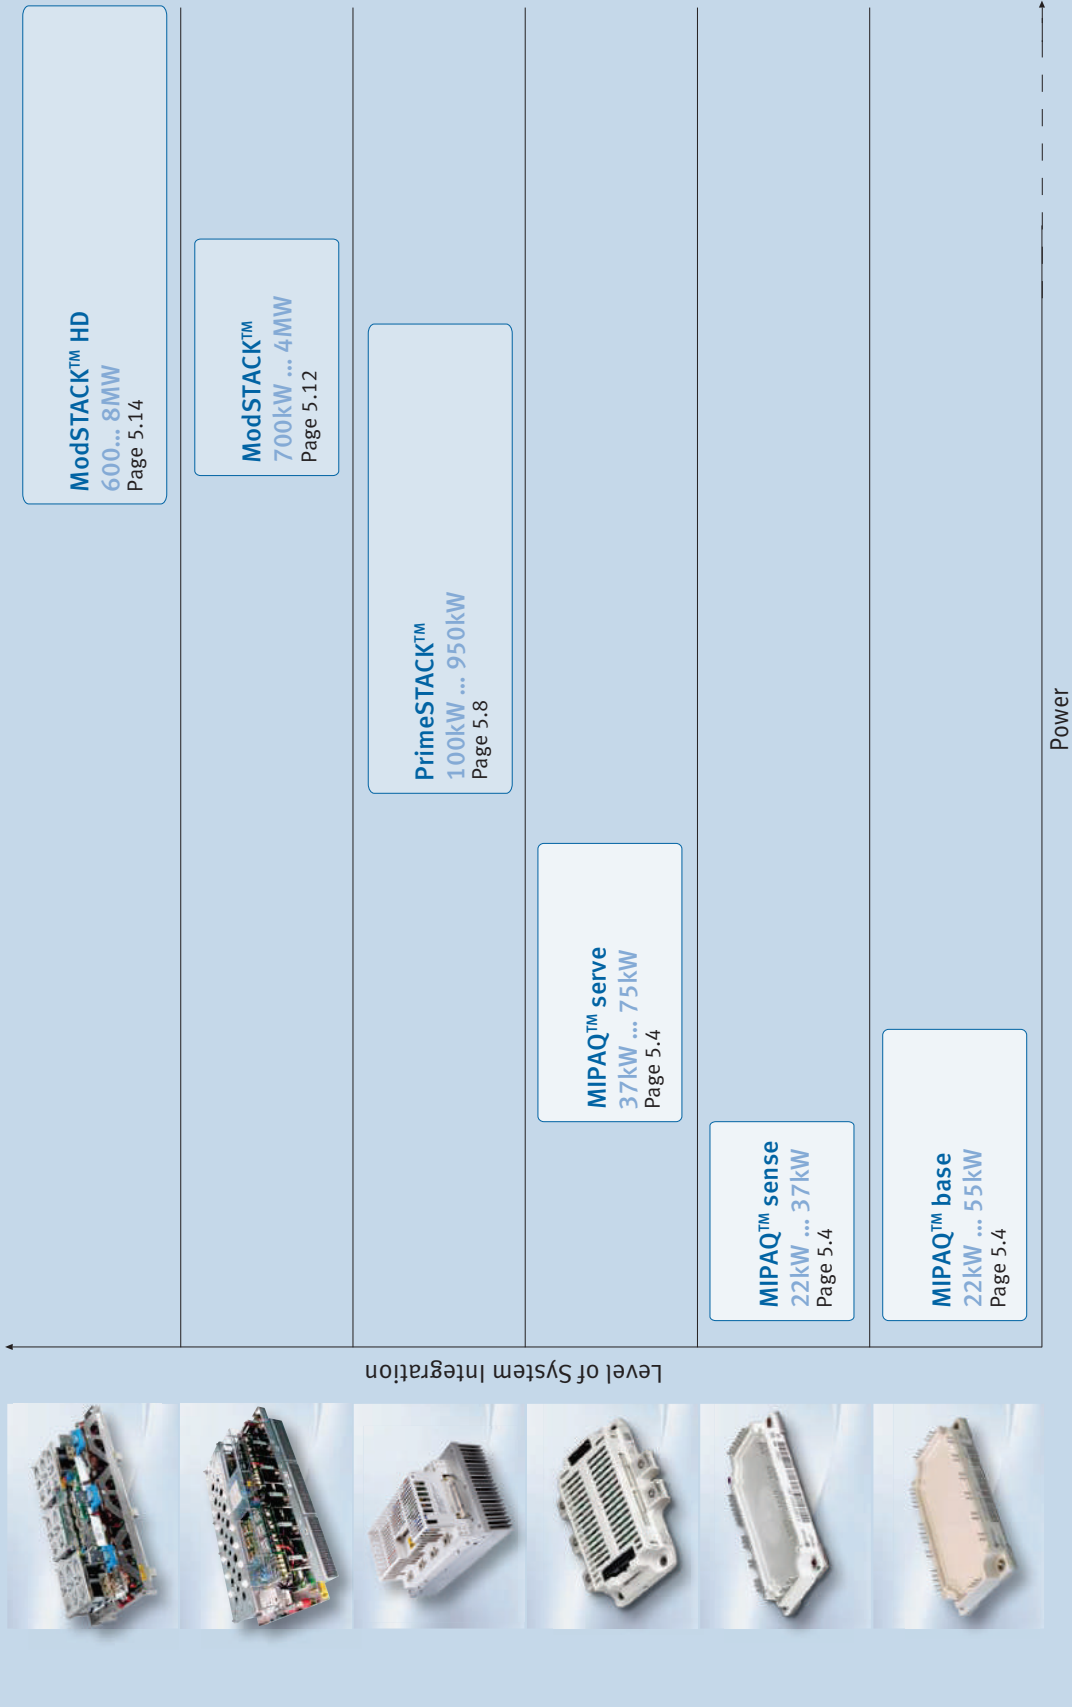 ModSTACK™ HD
600... 8MW
Page 5.14
ModSTACK™
700kW ... 4MW
Page 5.12
PrimeSTACK™
100kW ... 950kW
Page 5.8
MIPAQ™ serve
37kW ... 75kW
Page 5.4
MIPAQ™ sense
22kW ... 37kW
Page 5.4
MIPAQ™ base
22kW ... 55kW
Page 5.4
Level of System Integration
Power